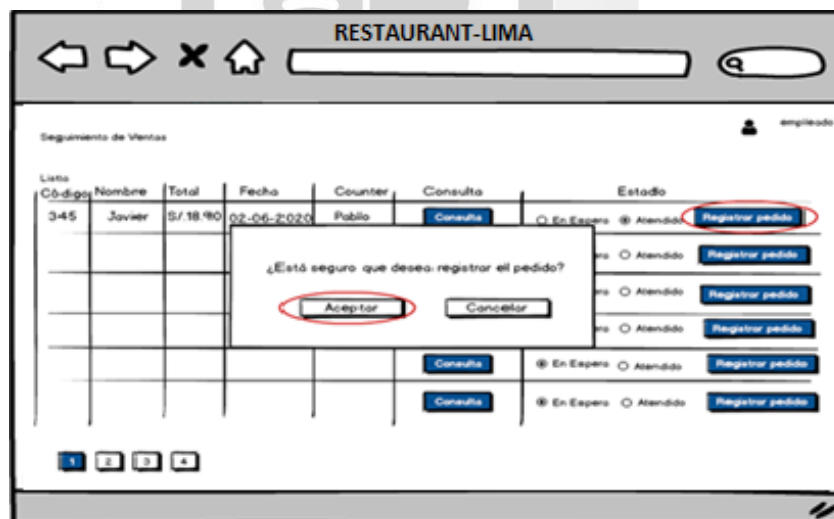 RESTAURANT-LIMA
empleado
Seguimiento de Ventas
Lista
Código Nombre Total Fecha Counter Consulta Estado
345 Javier S/.18.90 02-06-2020 Pablo Consulta En Espera Atendido Registrar pedido
Atendido Registrar pedido
¿Está seguro que desea registrar el pedido?
Atendido Registrar pedido
Aceptar Cancelar
Atendido Registrar pedido
Consulta En Espera Atendido Registrar pedido
Consulta En Espera Atendido Registrar pedido
1 2 3 4